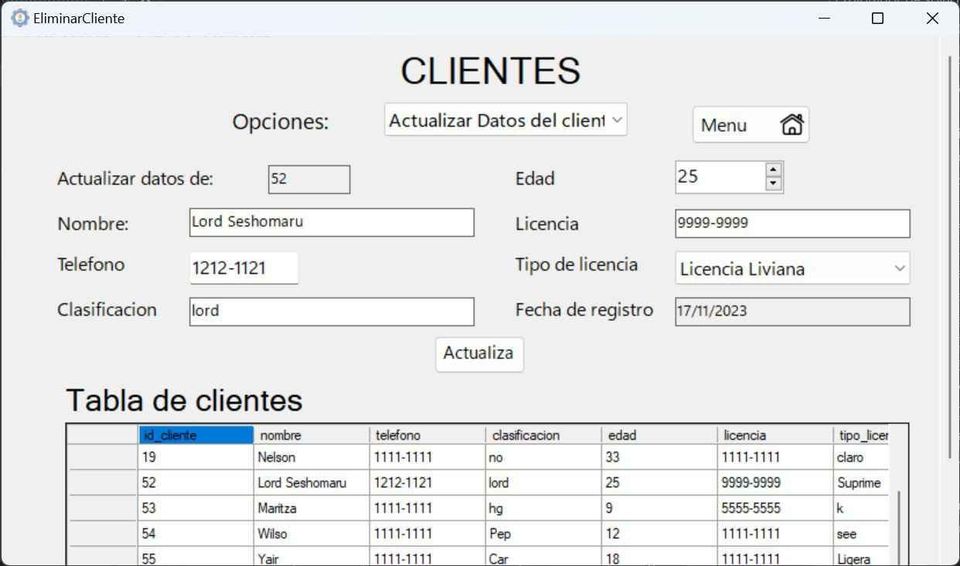 EliminarCliente
CLIENTES
Opciones: Actualizar Datos del client
Menu
Actualizar datos de: 52 Edad 25
Nombre: Lord Seshomaru Licencia 9999-9999
Telefono 1212-1121 Tipo de licencia Licencia Liviana
Clasificacion lord Fecha de registro 17/11/2023
Actualiza
Tabla de clientes
id_cliente nombre telefono clasificacion edad licencia tipo_licer
19 Nelson 1111-1111 no 33 1111-1111 claro
52 Lord Seshomaru 1212-1121 lord 25 9999-9999 Suprime
53 Maritza 1111-1111 hg 9 5555-5555 k
54 Wilso 1111-1111 Pep 12 1111-1111 see
55 Yair 1111-1111 Car 18 1111-1111 Ligera